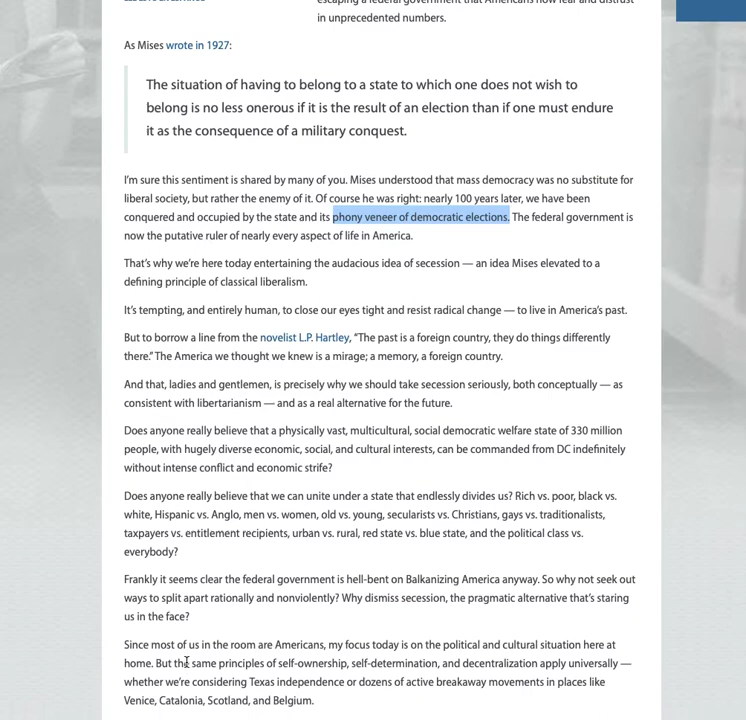 escaping a federal government that Americans now fear and distrust
in unprecedented numbers.
As Mises wrote in 1927:
The situation of having to belong to a state to which one does not wish to
belong is no less onerous if it is the result of an election than if one must endure
it as the consequence of a military conquest.
I’m sure this sentiment is shared by many of you. Mises understood that mass democracy was no substitute for
liberal society, but rather the enemy of it. Of course he was right: nearly 100 years later, we have been
conquered and occupied by the state and its phony veneer of democratic elections. The federal government is
now the putative ruler of nearly every aspect of life in America.
That’s why we’re here today entertaining the audacious idea of secession — an idea Mises elevated to a
defining principle of classical liberalism.
It’s tempting, and entirely human, to close our eyes tight and resist radical change — to live in America’s past.
But to borrow a line from the novelist L.P. Hartley, “The past is a foreign country, they do things differently
there.” The America we thought we knew is a mirage; a memory, a foreign country.
And that, ladies and gentlemen, is precisely why we should take secession seriously, both conceptually — as
consistent with libertarianism — and as a real alternative for the future.
Does anyone really believe that a physically vast, multicultural, social democratic welfare state of 330 million
people, with hugely diverse economic, social, and cultural interests, can be commanded from DC indefinitely
without intense conflict and economic strife?
Does anyone really believe that we can unite under a state that endlessly divides us? Rich vs. poor, black vs.
white, Hispanic vs. Anglo, men vs. women, old vs. young, secularists vs. Christians, gays vs. traditionalists,
taxpayers vs. entitlement recipients, urban vs. rural, red state vs. blue state, and the political class vs.
everybody?
Frankly it seems clear the federal government is hell-bent on Balkanizing America anyway. So why not seek out
ways to split apart rationally and nonviolently? Why dismiss secession, the pragmatic alternative that’s staring
us in the face?
Since most of us in the room are Americans, my focus today is on the political and cultural situation here at
home. But the same principles of self-ownership, self-determination, and decentralization apply universally —
whether we’re considering Texas independence or dozens of active breakaway movements in places like
Venice, Catalonia, Scotland, and Belgium.